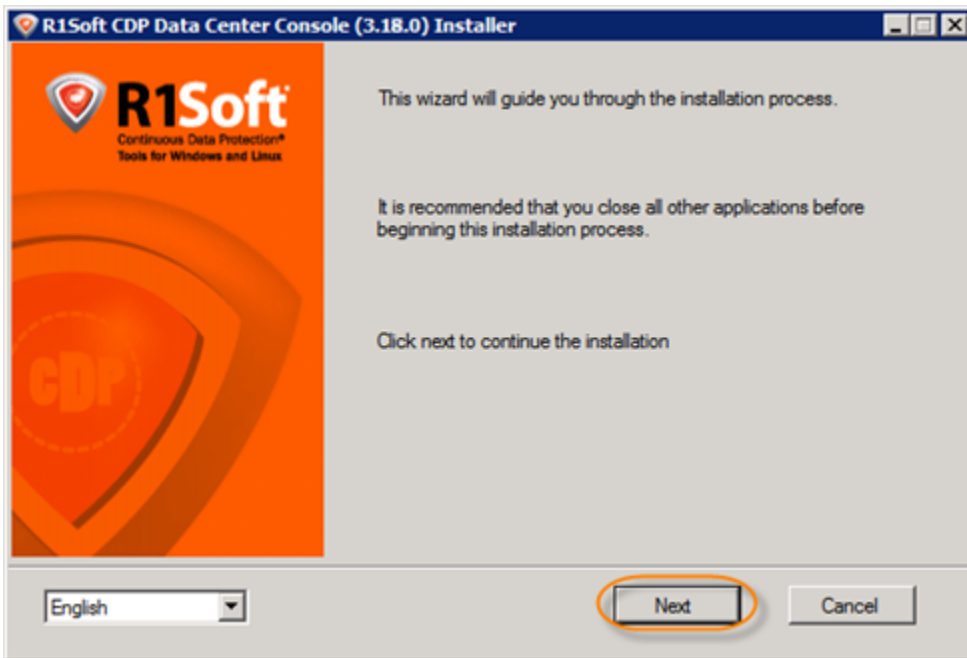 R1Soft CDP Data Center Console (3.18.0) Installer
R1Soft
Continuous Data Protection®
Tools for Windows and Linux
This wizard will guide you through the installation process.
It is recommended that you close all other applications before
beginning this installation process.
Click next to continue the installation
CDP
English
Next
Cancel